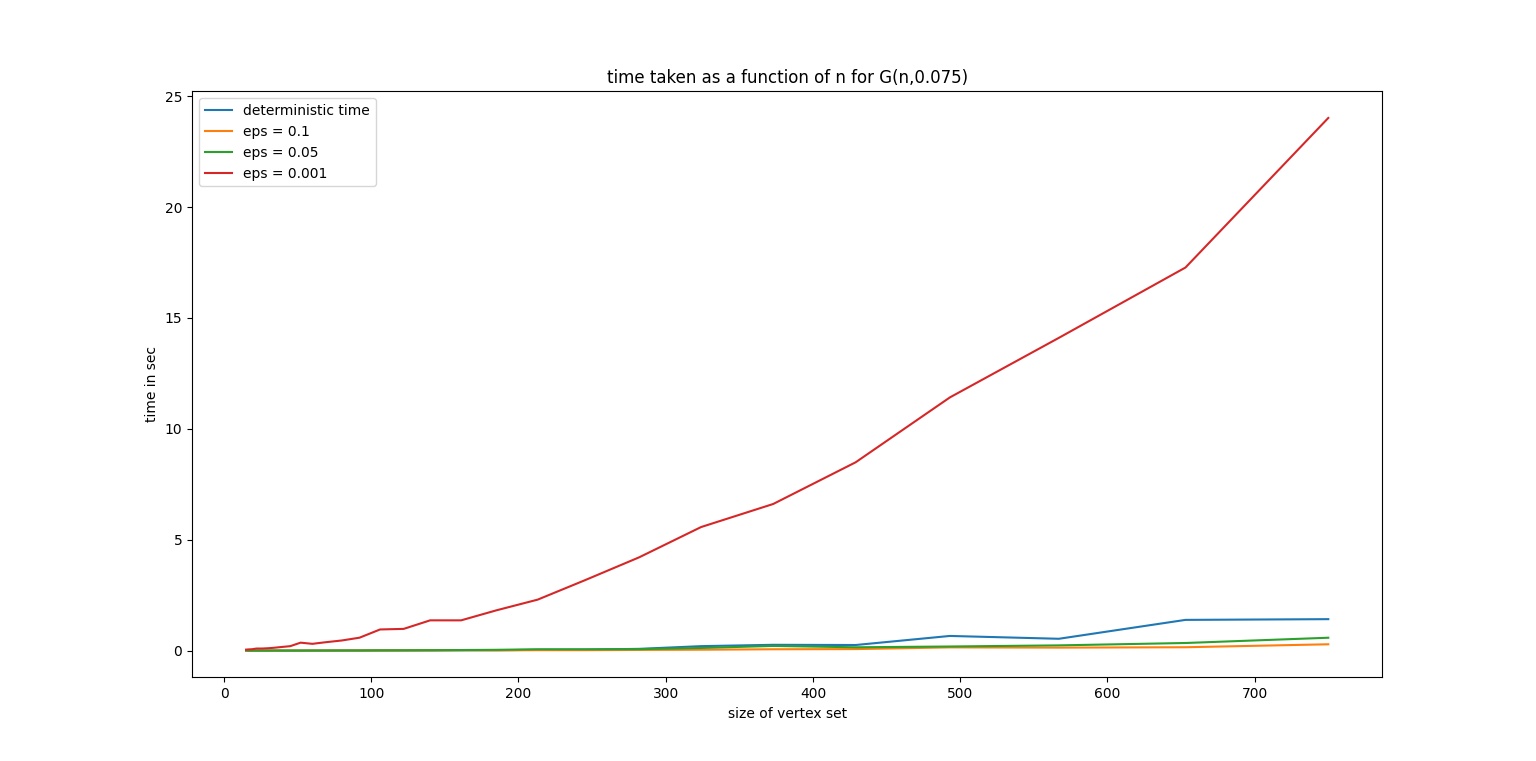 time taken as a function of n for G(n,0.075)
deterministic time
eps = 0.1
eps = 0.05
eps = 0.001
25
20
15
10
5
0
time in sec
0 100 200 300 400 500 600 700
size of vertex set